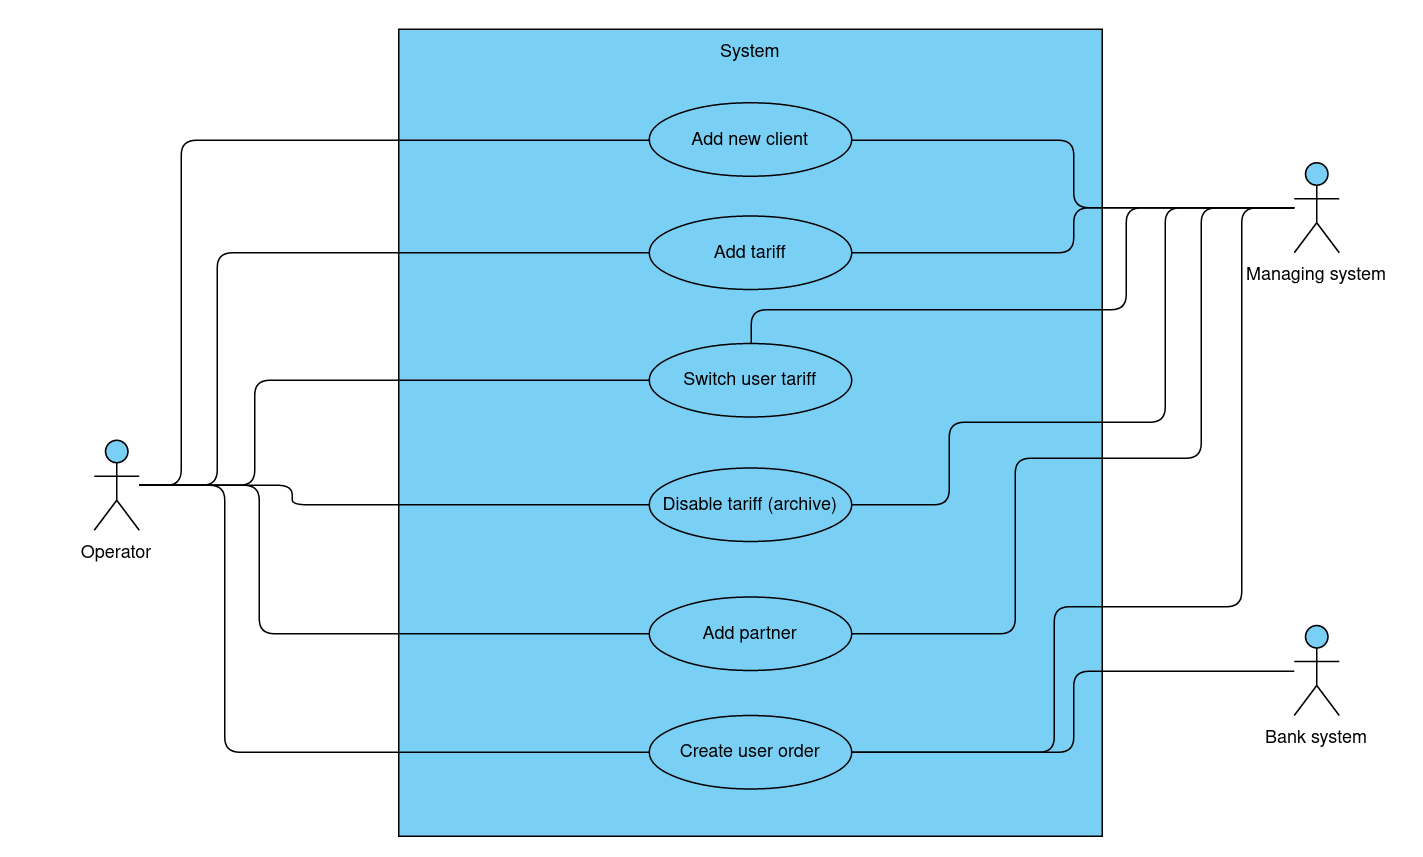 System
Add new client
Add tariff
Managing system
Switch user tariff
Disable tariff (archive)
Operator
Add partner
Bank system
Create user order